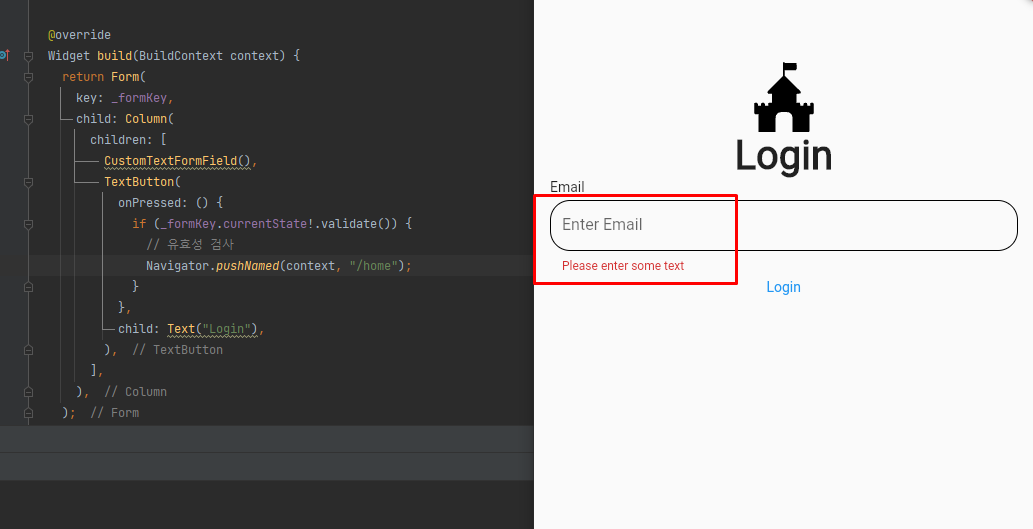 @override
Widget build(BuildContext context) {
return Form(
key: _formKey,
child: Column(
children: [
CustomTextFormField(),
TextButton(
onPressed: () {
if (_formKey.currentState!.validate()) {
// 유효성 검사
Navigator.pushNamed(context, "/home");
}
},
child: Text("Login"),
), // TextButton
],
), // Column
); // Form
Login
Email
Enter Email
Please enter some text
Login